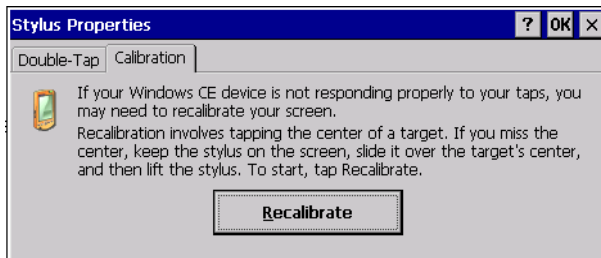 Stylus Properties ? OK ×
Double-Tap Calibration
If your Windows CE device is not responding properly to your taps, you
may need to recalibrate your screen.
Recalibration involves tapping the center of a target. If you miss the
center, keep the stylus on the screen, slide it over the target's center,
and then lift the stylus. To start, tap Recalibrate.
Recalibrate